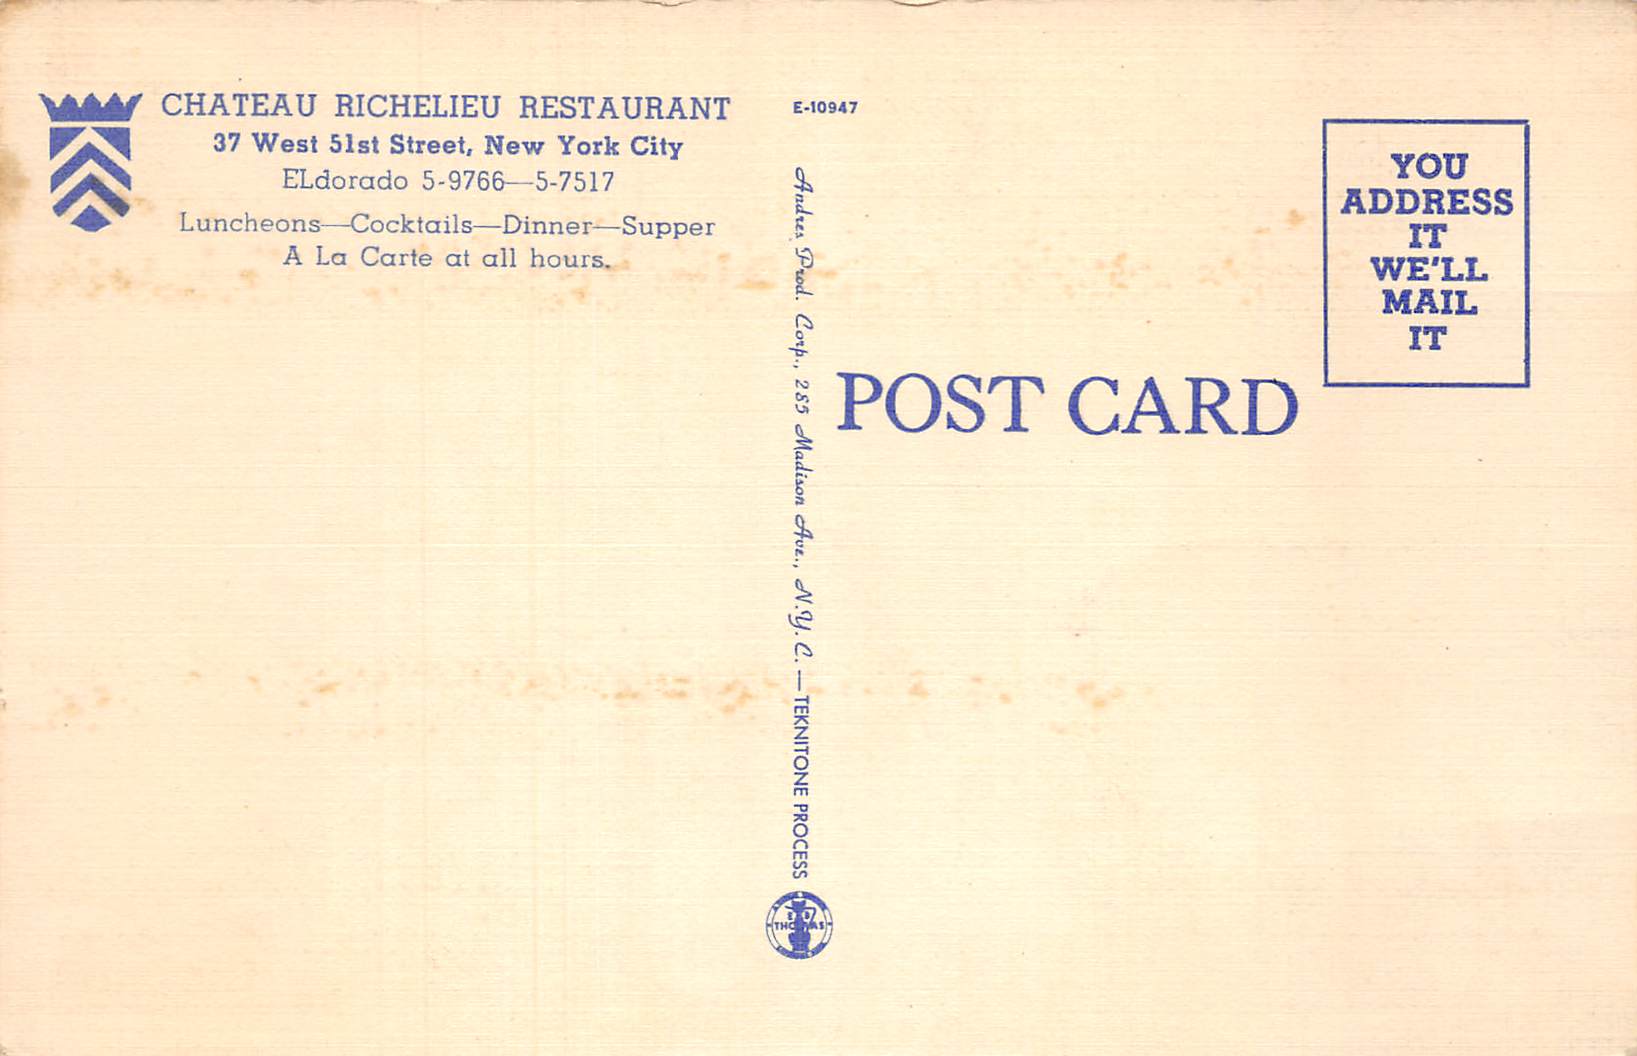 CHATEAU RICHELIEU RESTAURANT
37 West 51st Street, New York City
ELdorado 5-9766—5-7517
Luncheons—Cocktails—Dinner—Supper
A La Carte at all hours.
E-10947
Andres Prod. Corp., 285 Madison Ave., N.Y.C.—TEKNITONE PROCESS
THOMAS
POST CARD
YOU
ADDRESS
IT
WE'LL
MAIL
IT